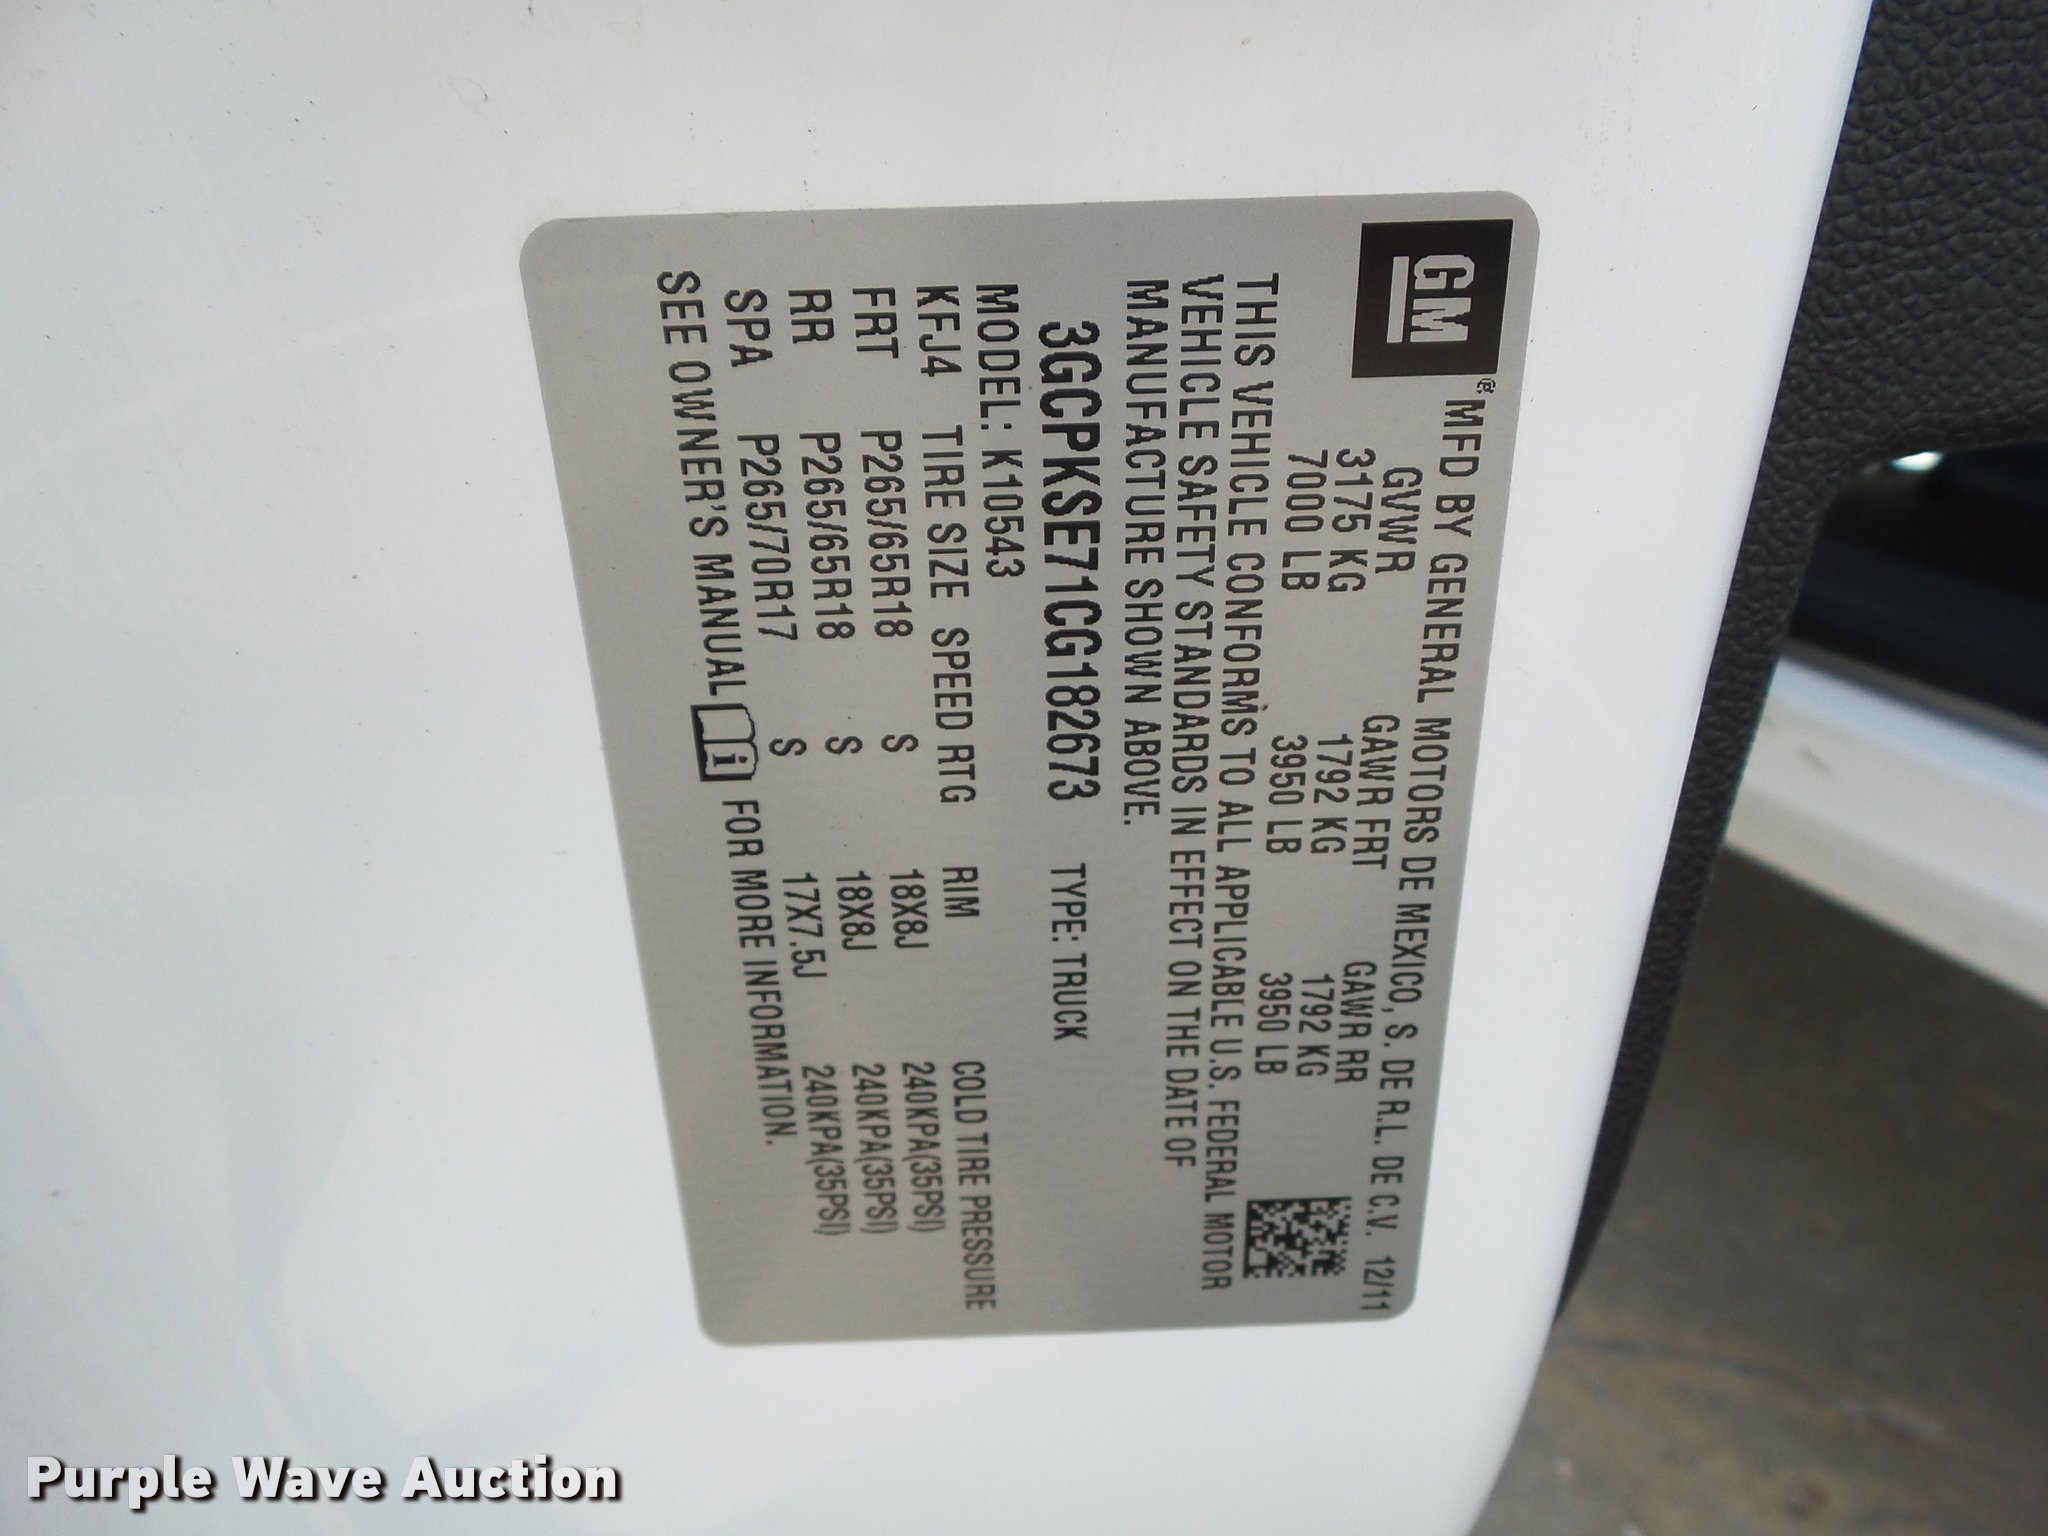 GM
® MFD BY GENERAL MOTORS DE MEXICO, S. DE R.L. DE C.V. 12/11
GVWR GAWR FRT GAWR RR
3175 KG 1792 KG 1792 KG
7000 LB 3950 LB 3950 LB
THIS VEHICLE CONFORMS TO ALL APPLICABLE U.S. FEDERAL MOTOR
VEHICLE SAFETY STANDARDS IN EFFECT ON THE DATE OF
MANUFACTURE SHOWN ABOVE.
3GCPKSE71CG182673 TYPE: TRUCK
MODEL: K10543
KFJ4 TIRE SIZE SPEED RTG RIM COLD TIRE PRESSURE
FRT P265/65R18 S 18X8J 240KPA(35PSI)
RR P265/65R18 S 18X8J 240KPA(35PSI)
SPA P265/70R17 S 17X7.5J 240KPA(35PSI)
SEE OWNER'S MANUAL i FOR MORE INFORMATION.
Purple Wave Auction